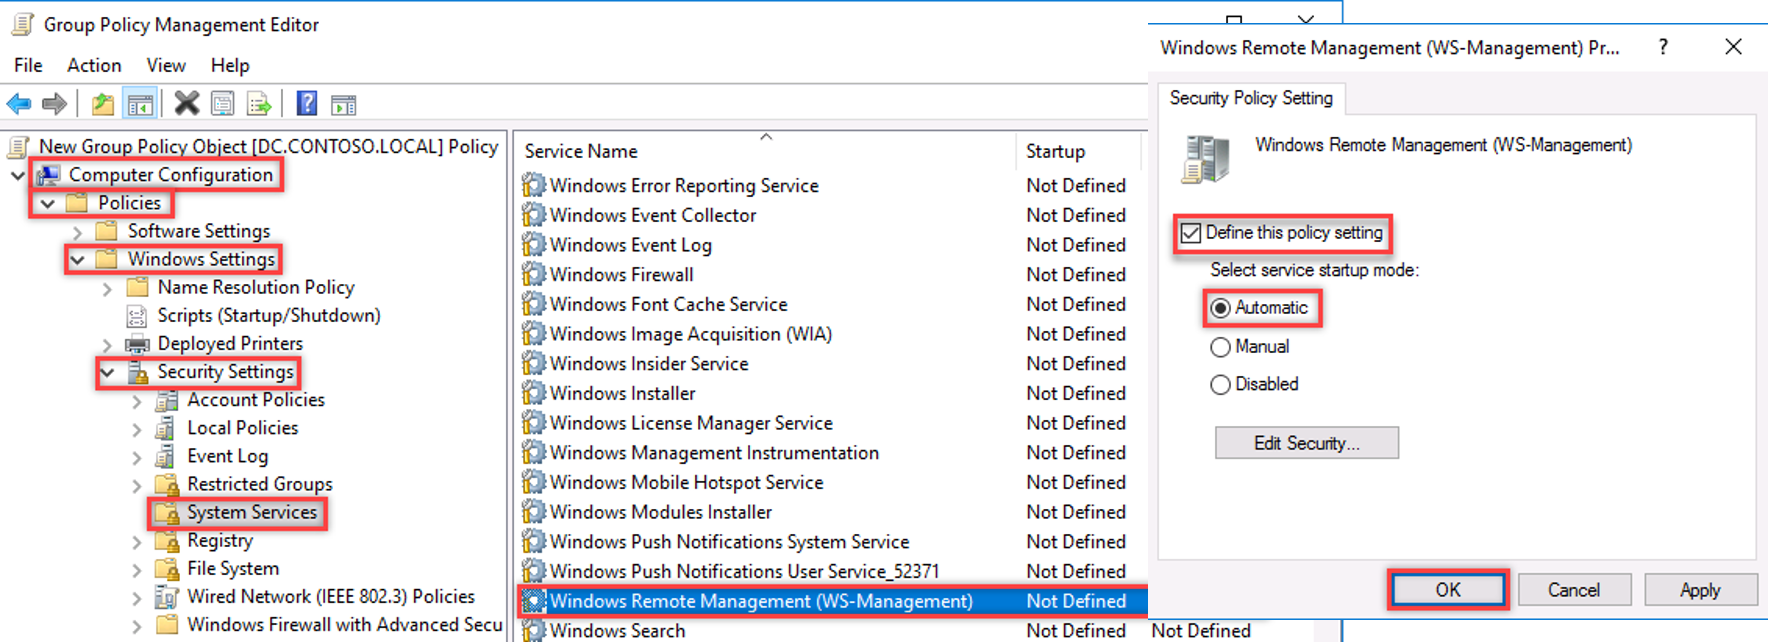 Group Policy Management Editor
File Action View Help
New Group Policy Object [DC.CONTOSO.LOCAL] Policy
Computer Configuration
Policies
Software Settings
Windows Settings
Name Resolution Policy
Scripts (Startup/Shutdown)
Deployed Printers
Security Settings
Account Policies
Local Policies
Event Log
Restricted Groups
System Services
Registry
File System
Wired Network (IEEE 802.3) Policies
Windows Firewall with Advanced Secu
Service Name Startup
Windows Error Reporting Service Not Defined
Windows Event Collector Not Defined
Windows Event Log Not Defined
Windows Firewall Not Defined
Windows Font Cache Service Not Defined
Windows Image Acquisition (WIA) Not Defined
Windows Insider Service Not Defined
Windows Installer Not Defined
Windows License Manager Service Not Defined
Windows Management Instrumentation Not Defined
Windows Mobile Hotspot Service Not Defined
Windows Modules Installer Not Defined
Windows Push Notifications System Service Not Defined
Windows Push Notifications User Service_52371 Not Defined
Windows Remote Management (WS-Management) Not Defined
Windows Search Not Defined Not Defined
Windows Remote Management (WS-Management) Pr... ?
Security Policy Setting
Windows Remote Management (WS-Management)
Define this policy setting
Select service startup mode:
Automatic
Manual
Disabled
Edit Security...
OK Cancel Apply